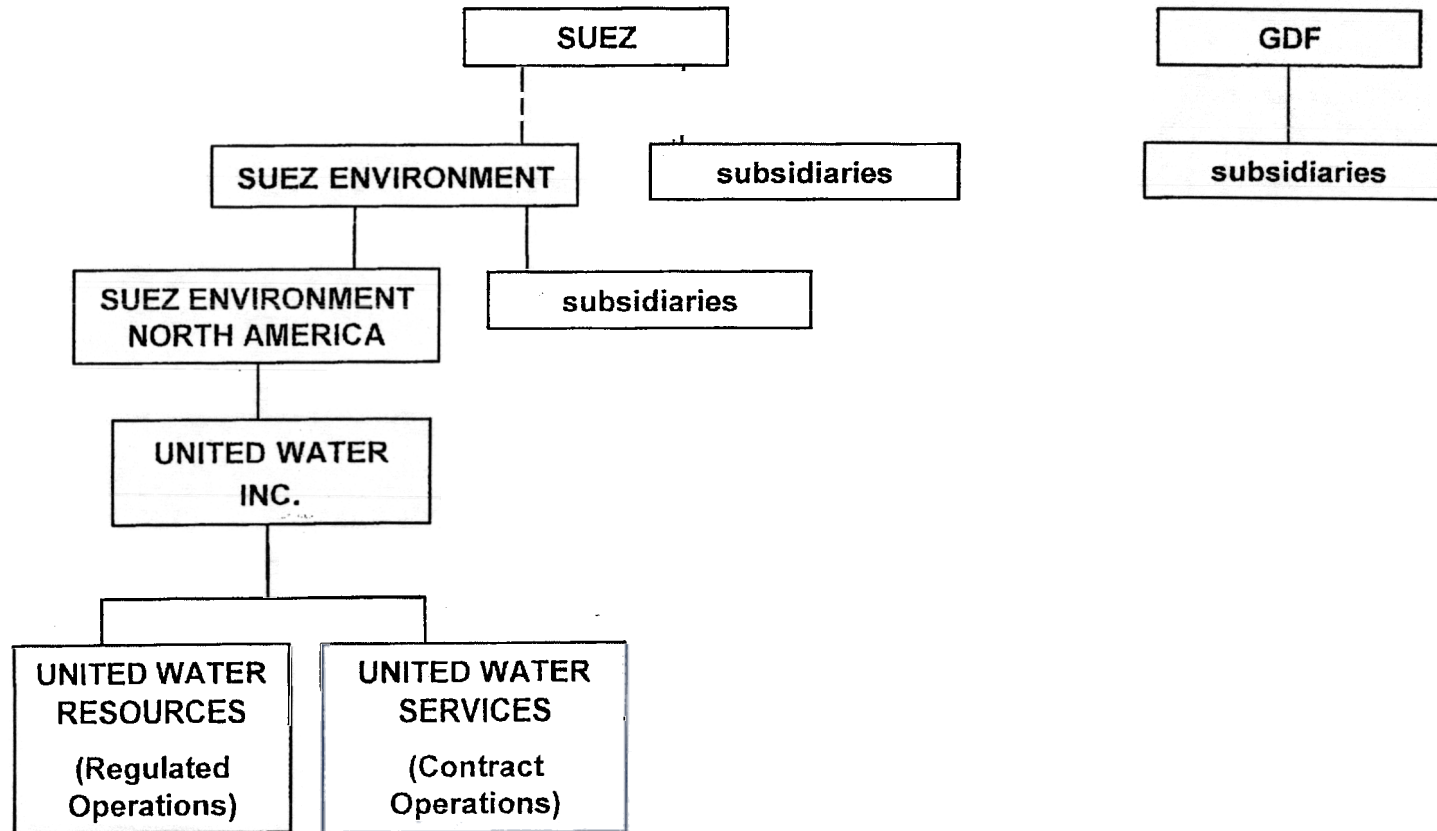 SUEZ
GDF
SUEZ ENVIRONMENT
subsidiaries
subsidiaries
SUEZ ENVIRONMENT
NORTH AMERICA
subsidiaries
UNITED WATER
INC.
UNITED WATER
RESOURCES
(Regulated
Operations)
UNITED WATER
SERVICES
(Contract
Operations)